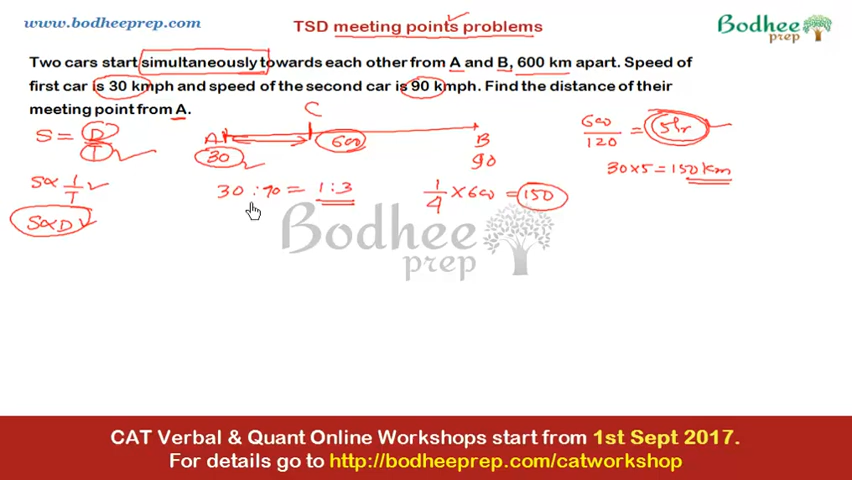 www.bodheeprep.com
TSD meeting points problems
Bodhee
prep
Two cars start simultaneously towards each other from A and B, 600 km apart. Speed of
first car is 30 kmph and speed of the second car is 90 kmph. Find the distance of their
meeting point from A.
S = D/T
S ∝ 1/T
S ∝ D
C
A
600
B
30
90
30 : 90 = 1 : 3
1/4 × 600 = 150
600/120 = 5hr
30 × 5 = 150 km
Bodhee
prep
CAT Verbal & Quant Online Workshops start from 1st Sept 2017.
For details go to http://bodheeprep.com/catworkshop